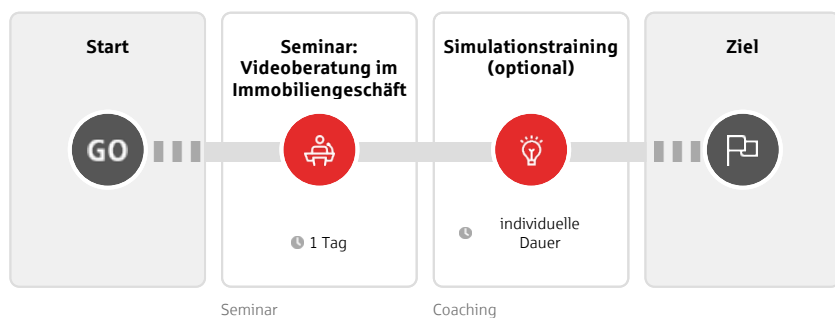 Start
Seminar:
Videoberatung im
Immobiliengeschäft
Simulationstraining
(optional)
Ziel
GO
1 Tag
individuelle
Dauer
Seminar
Coaching